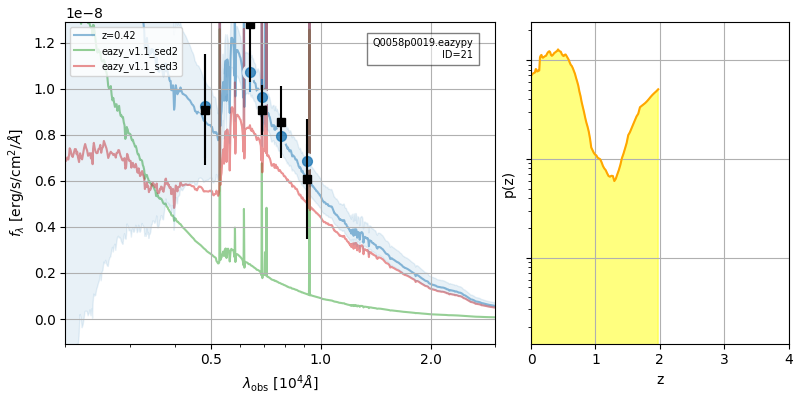 1e−8
z=0.42
eazy_v1.1_sed2
eazy_v1.1_sed3
Q0058p0019.eazypy
ID=21
1.2
1.0
0.8
0.6
0.4
0.2
0.0
f_λ [erg/s/cm²/Å]
0.5 1.0 2.0
λ_obs [10⁴Å]
p(z)
0 1 2 3 4
z